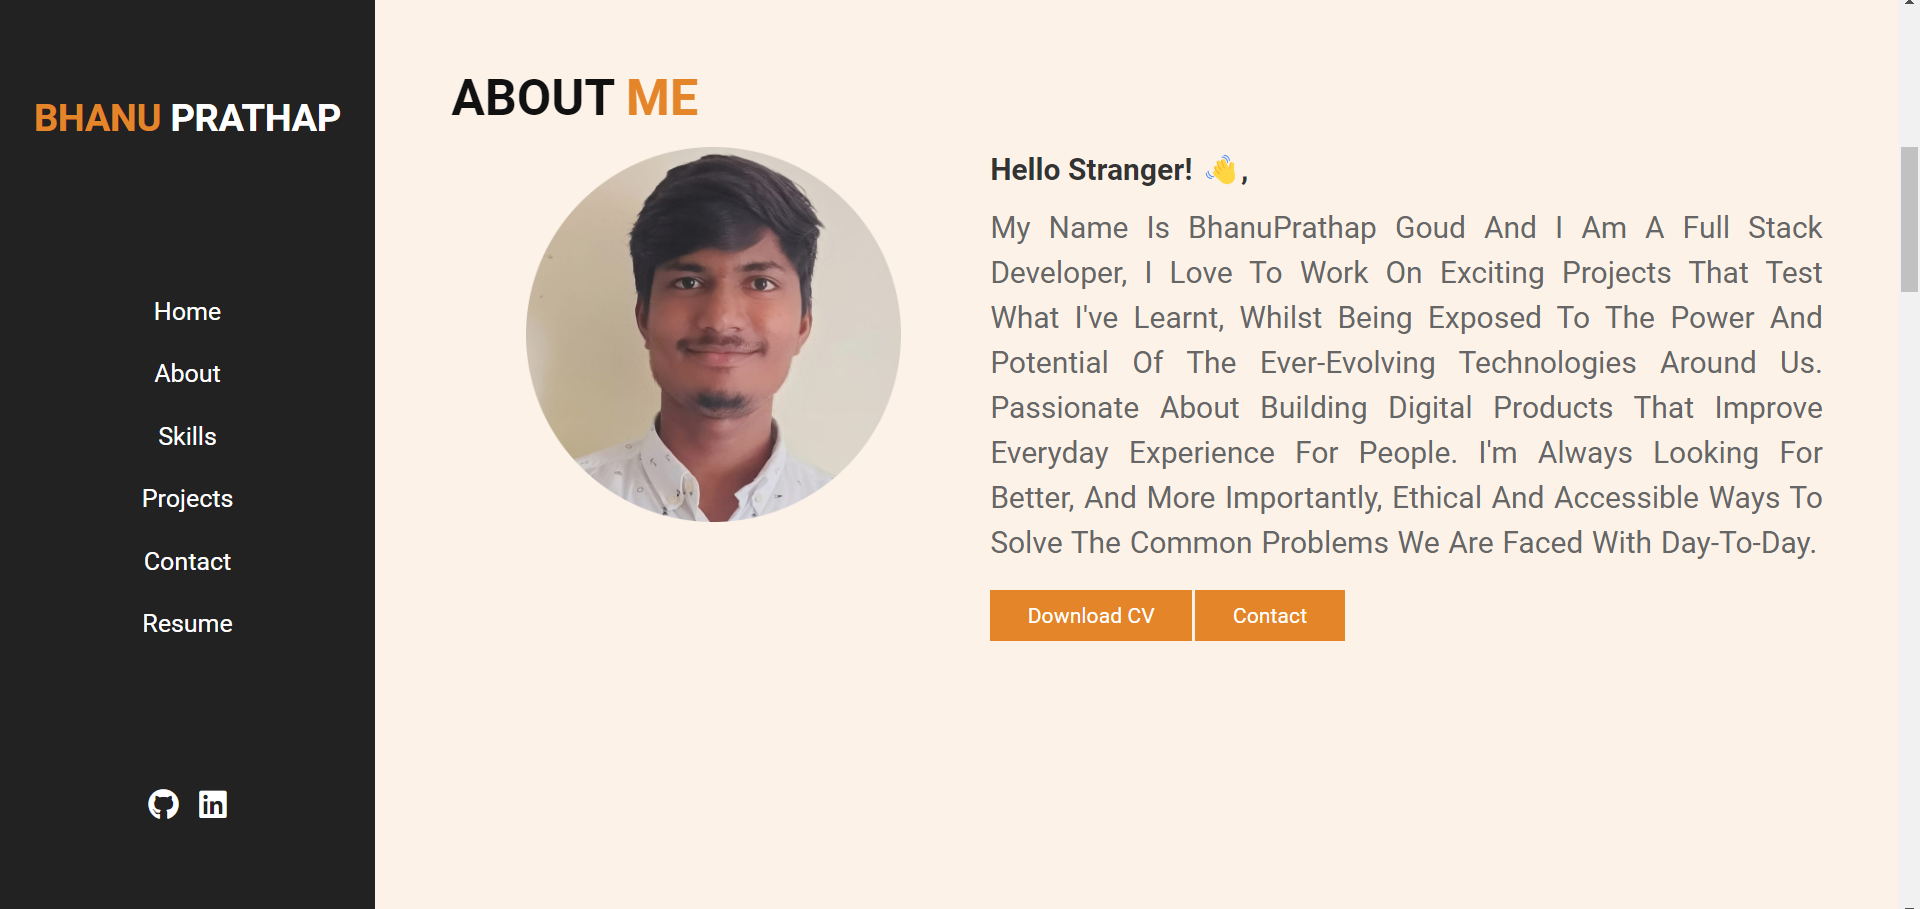 BHANU PRATHAP
Home
About
Skills
Projects
Contact
Resume
ABOUT ME
Hello Stranger! 👋,
My Name Is BhanuPrathap Goud And I Am A Full Stack
Developer, I Love To Work On Exciting Projects That Test
What I've Learnt, Whilst Being Exposed To The Power And
Potential Of The Ever-Evolving Technologies Around Us.
Passionate About Building Digital Products That Improve
Everyday Experience For People. I'm Always Looking For
Better, And More Importantly, Ethical And Accessible Ways To
Solve The Common Problems We Are Faced With Day-To-Day.
Download CV
Contact